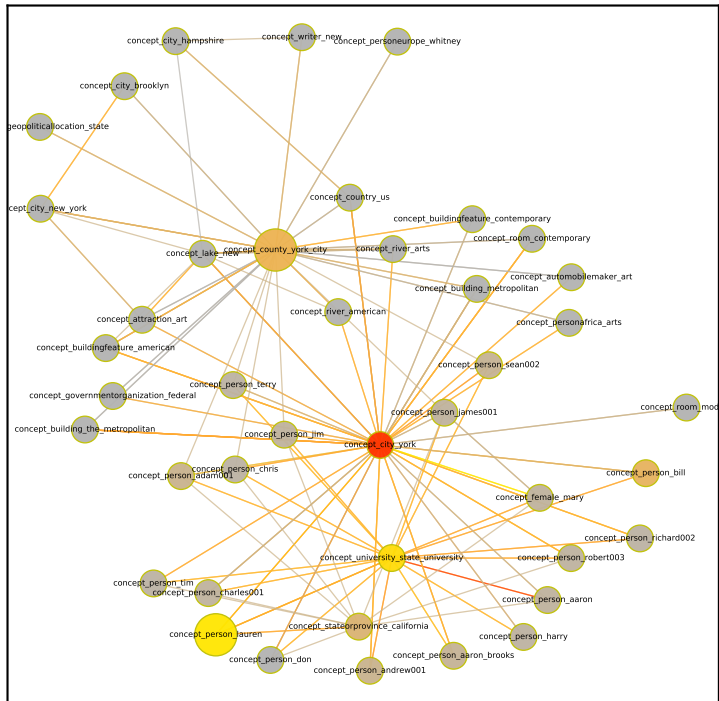 concept_city_hampshire
concept_writer_new
concept_personeurope_whitney
concept_city_brooklyn
geopoliticallocation_state
concept_country_us
cept_city_new_york
concept_buildingfeature_contemporary
concept_room_contemporary
concept_county_york_city
concept_lake_new
concept_river_arts
concept_automobilemaker_art
concept_building_metropolitan
concept_river_american
concept_attraction_art
concept_personafrica_arts
concept_buildingfeature_american
concept_person_sean002
concept_person_terry
concept_governmentorganization_federal
concept_room_mod
concept_person_james001
concept_building_the_metropolitan
concept_person_jim
concept_city_york
concept_person_chris
concept_person_adam001
concept_person_bill
concept_female_mary
concept_person_richard002
concept_university_state_university
concept_person_robert003
concept_person_tim
concept_person_charles001
concept_person_aaron
concept_stateorprovince_california
concept_person_lauren
concept_person_harry
concept_person_aaron_brooks
concept_person_don
concept_person_andrew001